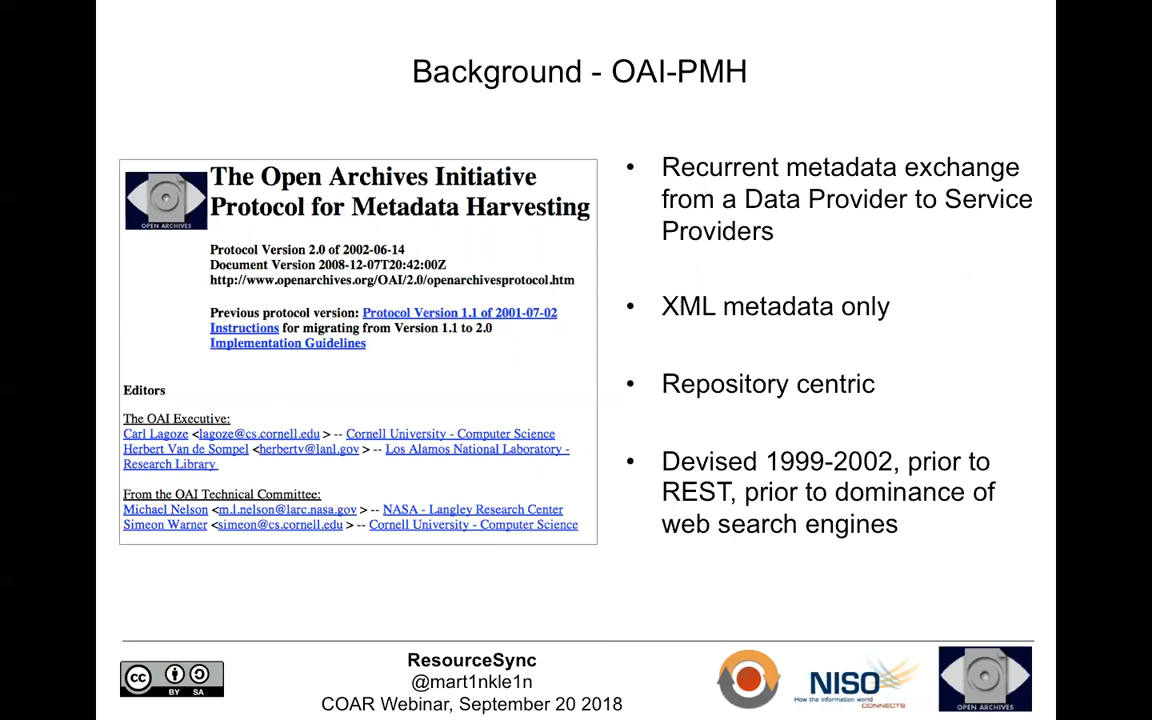 Background - OAI-PMH
OPEN ARCHIVES
The Open Archives Initiative
Protocol for Metadata Harvesting
Protocol Version 2.0 of 2002-06-14
Document Version 2008-12-07T20:42:00Z
http://www.openarchives.org/OAI/2.0/openarchivesprotocol.htm
Previous protocol version: Protocol Version 1.1 of 2001-07-02
Instructions for migrating from Version 1.1 to 2.0
Implementation Guidelines
Editors
The OAI Executive:
Carl Lagoze <lagoze@cs.cornell.edu > -- Cornell University - Computer Science
Herbert Van de Sompel <herbertv@lanl.gov > -- Los Alamos National Laboratory -
Research Library
From the OAI Technical Committee:
Michael Nelson <m.l.nelson@larc.nasa.gov > -- NASA - Langley Research Center
Simeon Warner <simeon@cs.cornell.edu > -- Cornell University - Computer Science
• Recurrent metadata exchange
from a Data Provider to Service
Providers
• XML metadata only
• Repository centric
• Devised 1999-2002, prior to
REST, prior to dominance of
web search engines
cc BY SA
ResourceSync
@mart1nkle1n
COAR Webinar, September 20 2018
NISO
How the information world
CONNECTS
OPEN ARCHIVES